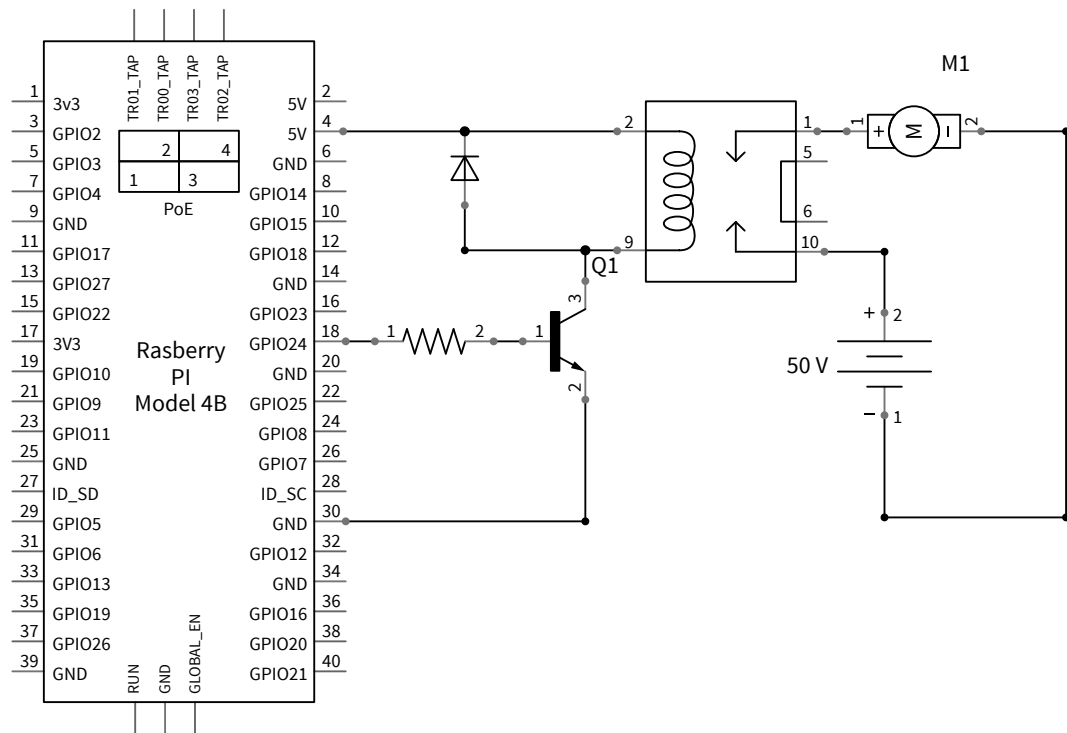 M1
TR01_TAP
TR00_TAP
TR03_TAP
TR02_TAP
1 3v3 5V 2
3 GPIO2 5V 4
5 GPIO3 GND 6
7 GPIO4 GPIO14 8
9 GND GPIO15 10
11 GPIO17 GPIO18 12
13 GPIO27 GND 14
15 GPIO22 GPIO23 16
17 3V3 GPIO24 18
19 GPIO10 GND 20
21 GPIO9 GPIO25 22
23 GPIO11 GPIO8 24
25 GND GPIO7 26
27 ID_SD ID_SC 28
29 GPIO5 GND 30
31 GPIO6 GPIO12 32
33 GPIO13 GND 34
35 GPIO19 GPIO16 36
37 GPIO26 GPIO20 38
39 GND GPIO21 40
2 4
1 3
PoE
Rasberry
PI
Model 4B
RUN
GND
GLOBAL_EN
2
9
1
5
6
10
1 + M − 2
Q1
3
1 2
1
2
+ 2
50 V
− 1